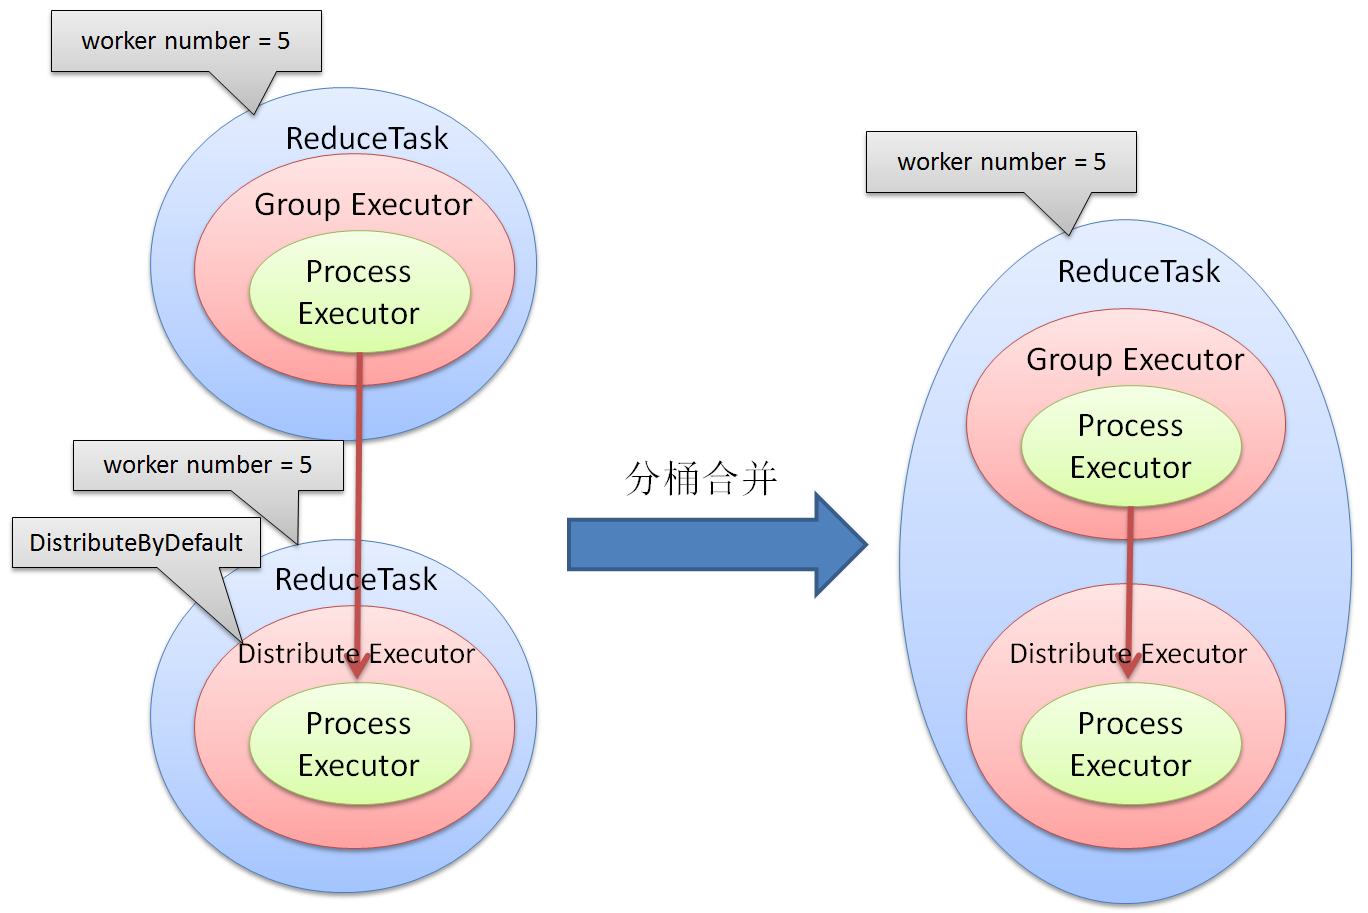 worker number = 5
ReduceTask
Group Executor
Process
Executor
worker number = 5
DistributeByDefault
ReduceTask
Distribute Executor
Process
Executor
分桶合并
worker number = 5
ReduceTask
Group Executor
Process
Executor
Distribute Executor
Process
Executor